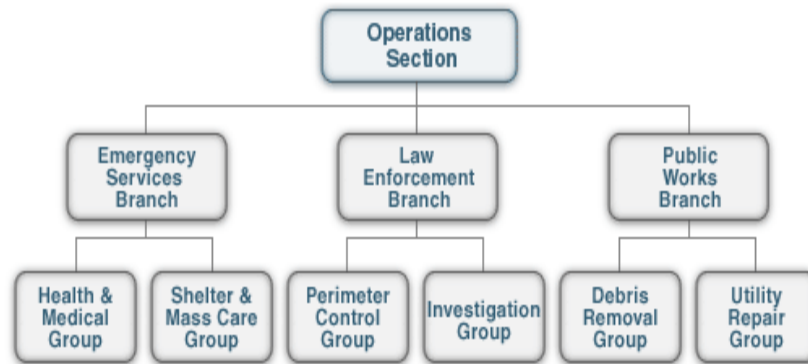 Operations
Section
Emergency
Services
Branch
Law
Enforcement
Branch
Public
Works
Branch
Health &
Medical
Group
Shelter &
Mass Care
Group
Perimeter
Control
Group
Investigation
Group
Debris
Removal
Group
Utility
Repair
Group